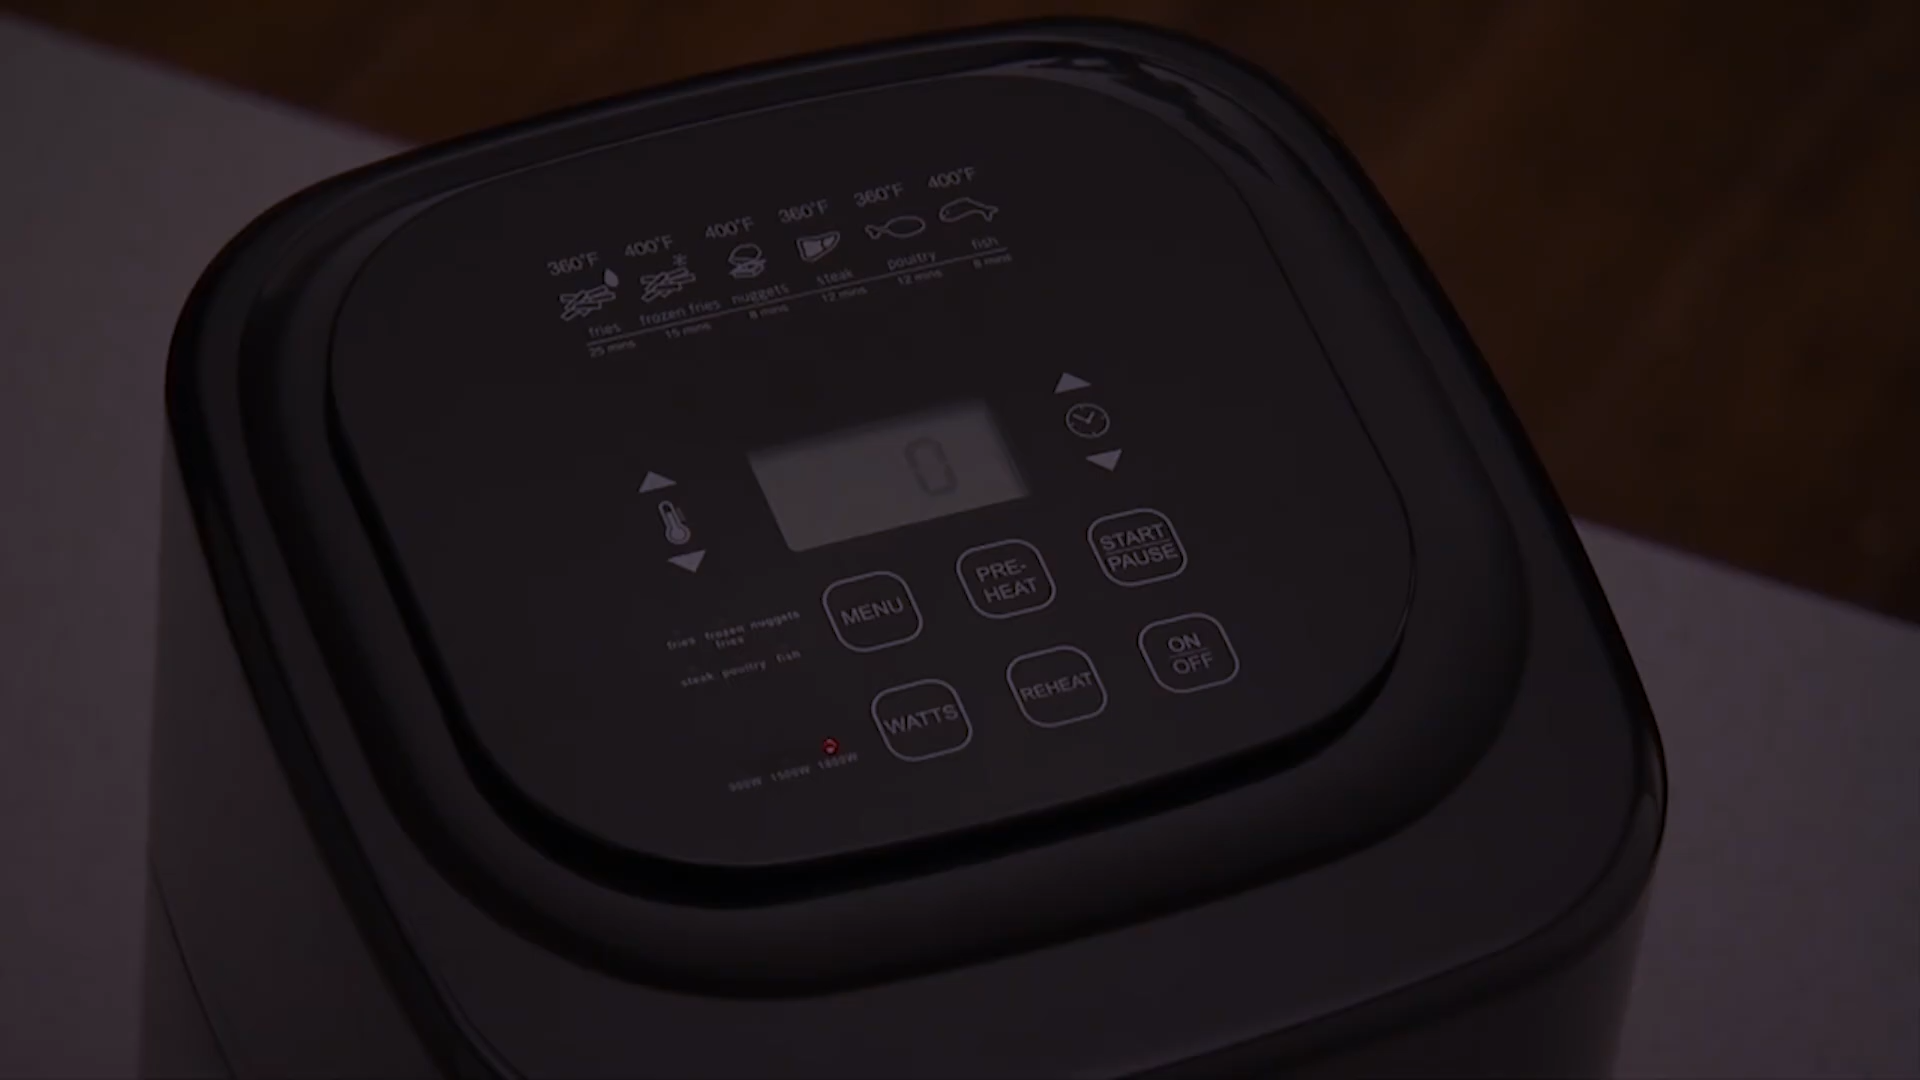 360°F 400°F 400°F 360°F 360°F 400°F
fries frozen fries nuggets steak poultry fish
25 mins 15 mins 8 mins 12 mins 12 mins 8 mins
0
START
PAUSE
PRE-
HEAT
MENU
fries frozen fries nuggets
steak poultry fish
ON
OFF
REHEAT
WATTS
900W 1500W 1800W